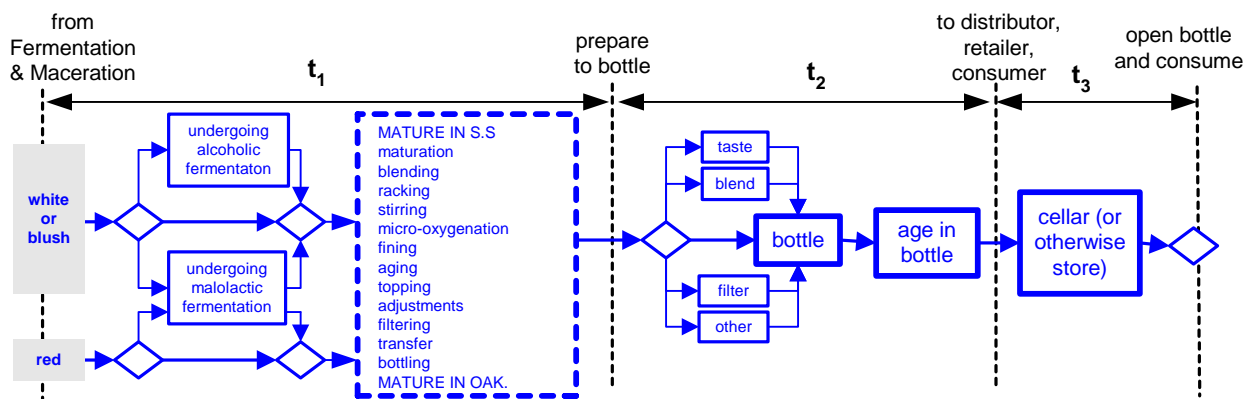 from
Fermentation
& Maceration
t1
prepare
to bottle
t2
to distributor,
retailer,
consumer
t3
open bottle
and consume
white
or
blush
red
undergoing
alcoholic
fermentaton
undergoing
malolactic
fermentation
MATURE IN S.S
maturation
blending
racking
stirring
micro-oxygenation
fining
aging
topping
adjustments
filtering
transfer
bottling
MATURE IN OAK.
taste
blend
bottle
filter
other
age in
bottle
cellar (or
otherwise
store)